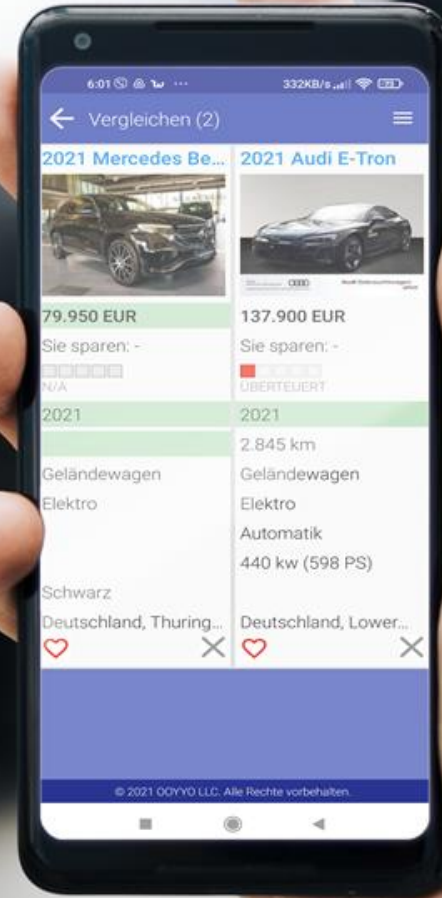 6:01
332KB/s
Vergleichen (2)
2021 Mercedes Be...
2021 Audi E-Tron
79.950 EUR
137.900 EUR
Sie sparen: -
Sie sparen: -
N/A
ÜBERTEUERT
2021
2021
2.845 km
Geländewagen
Geländewagen
Elektro
Elektro
Automatik
440 kw (598 PS)
Schwarz
Deutschland, Thuring...
Deutschland, Lower...
© 2021 OOYYO LLC. Alle Rechte vorbehalten.